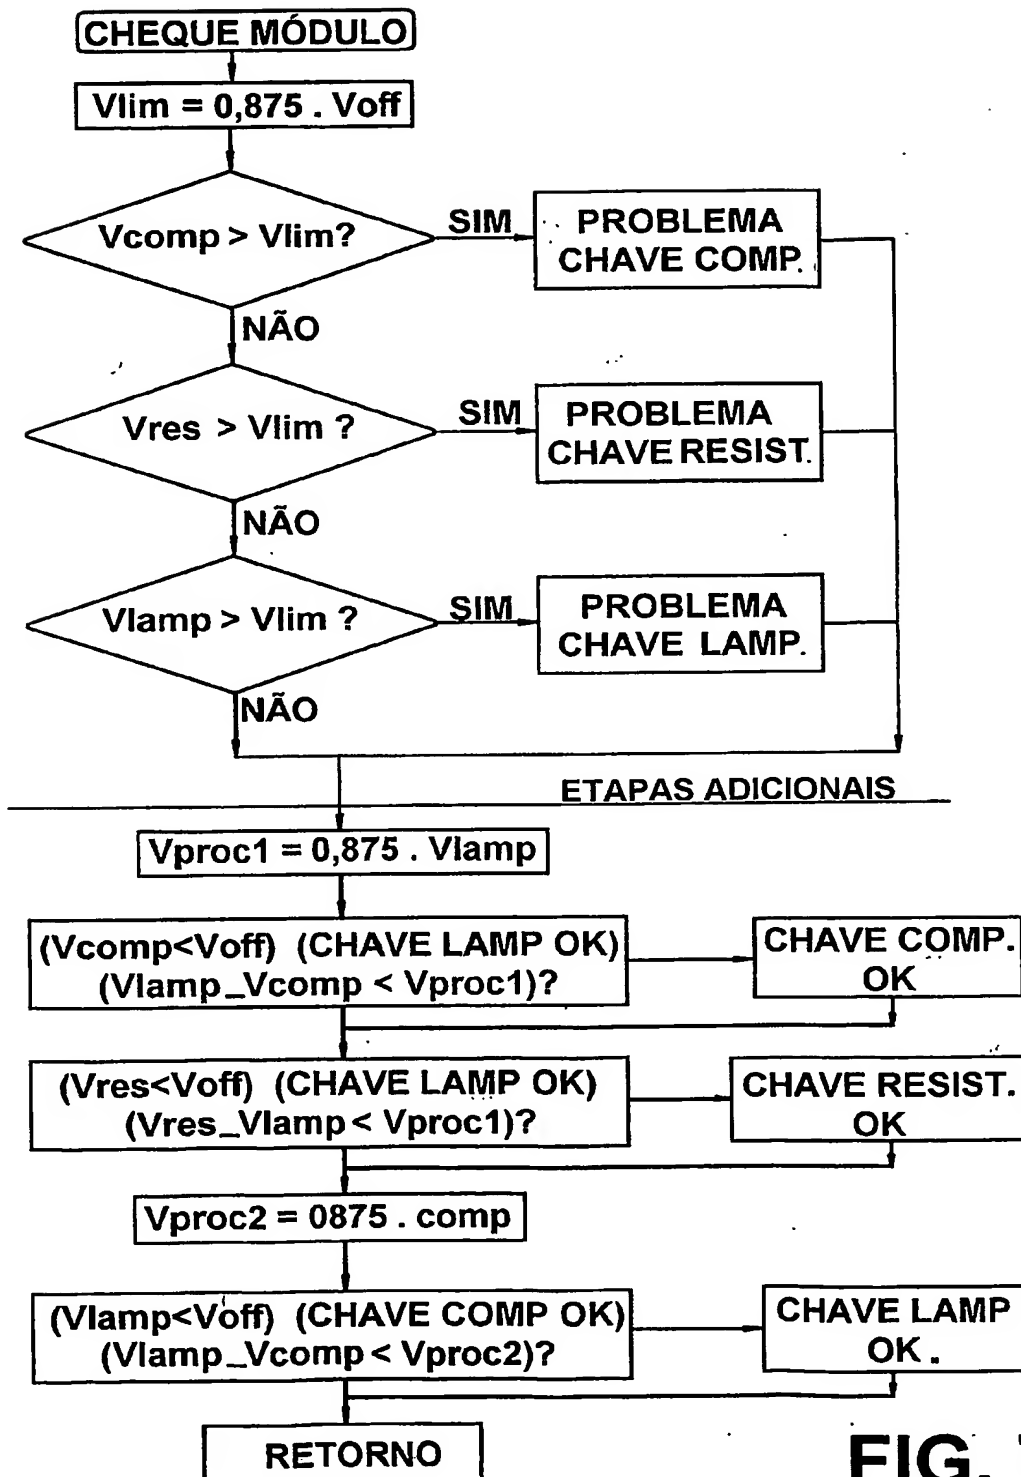 CHEQUE MÓDULO
Vlim = 0,875 . Voff
Vcomp > Vlim?
SIM
PROBLEMA
CHAVE COMP.
NÃO
Vres > Vlim ?
SIM
PROBLEMA
CHAVE RESIST.
NÃO
Vlamp > Vlim ?
SIM
PROBLEMA
CHAVE LAMP.
NÃO
ETAPAS ADICIONAIS
Vproc1 = 0,875 . Vlamp
(Vcomp<Voff) (CHAVE LAMP OK)
(Vlamp_Vcomp < Vproc1)?
CHAVE COMP.
OK
(Vres<Voff) (CHAVE LAMP OK)
(Vres_Vlamp < Vproc1)?
CHAVE RESIST.
OK
Vproc2 = 0875 . comp
(Vlamp<Voff) (CHAVE COMP OK)
(Vlamp_Vcomp < Vproc2)?
CHAVE LAMP
OK.
RETORNO
FIG.